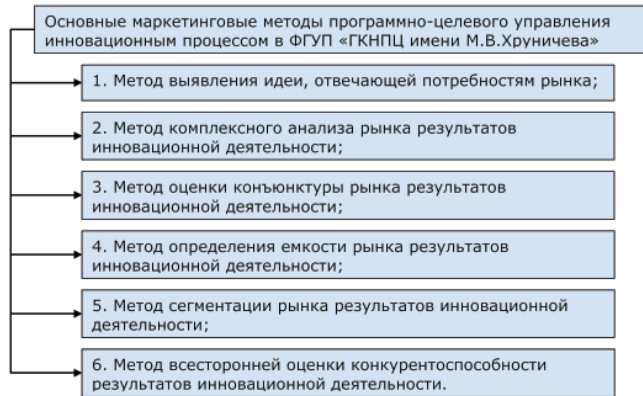 Основные маркетинговые методы программно-целевого управления
инновационным процессом в ФГУП «ГКНПЦ имени М.В.Хруничева»
1. Метод выявления идеи, отвечающей потребностям рынка;
2. Метод комплексного анализа рынка результатов
инновационной деятельности;
3. Метод оценки конъюнктуры рынка результатов
инновационной деятельности;
4. Метод определения емкости рынка результатов
инновационной деятельности;
5. Метод сегментации рынка результатов инновационной
деятельности;
6. Метод всесторонней оценки конкурентоспособности
результатов инновационной деятельности.